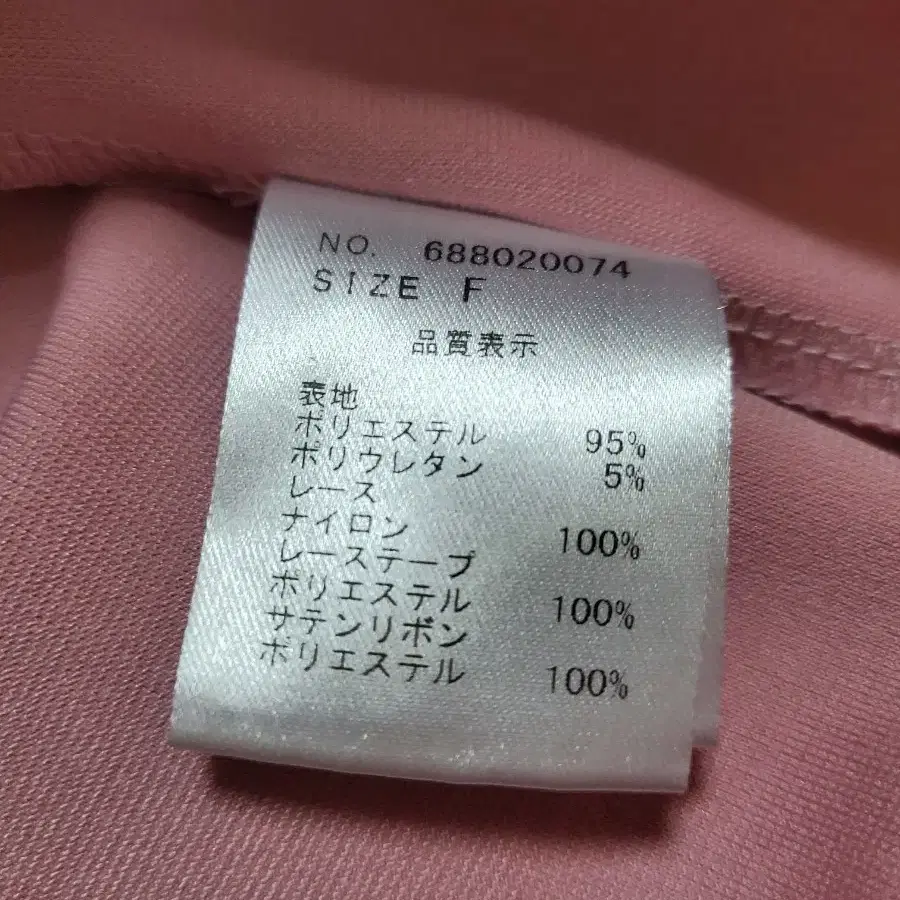 NO. 688020074
SIZE F
品質表示
表地
ポリエステル 95%
ポリウレタン 5%
レース
ナイロン 100%
レーステープ
ポリエステル 100%
サテンリボン
ポリエステル 100%